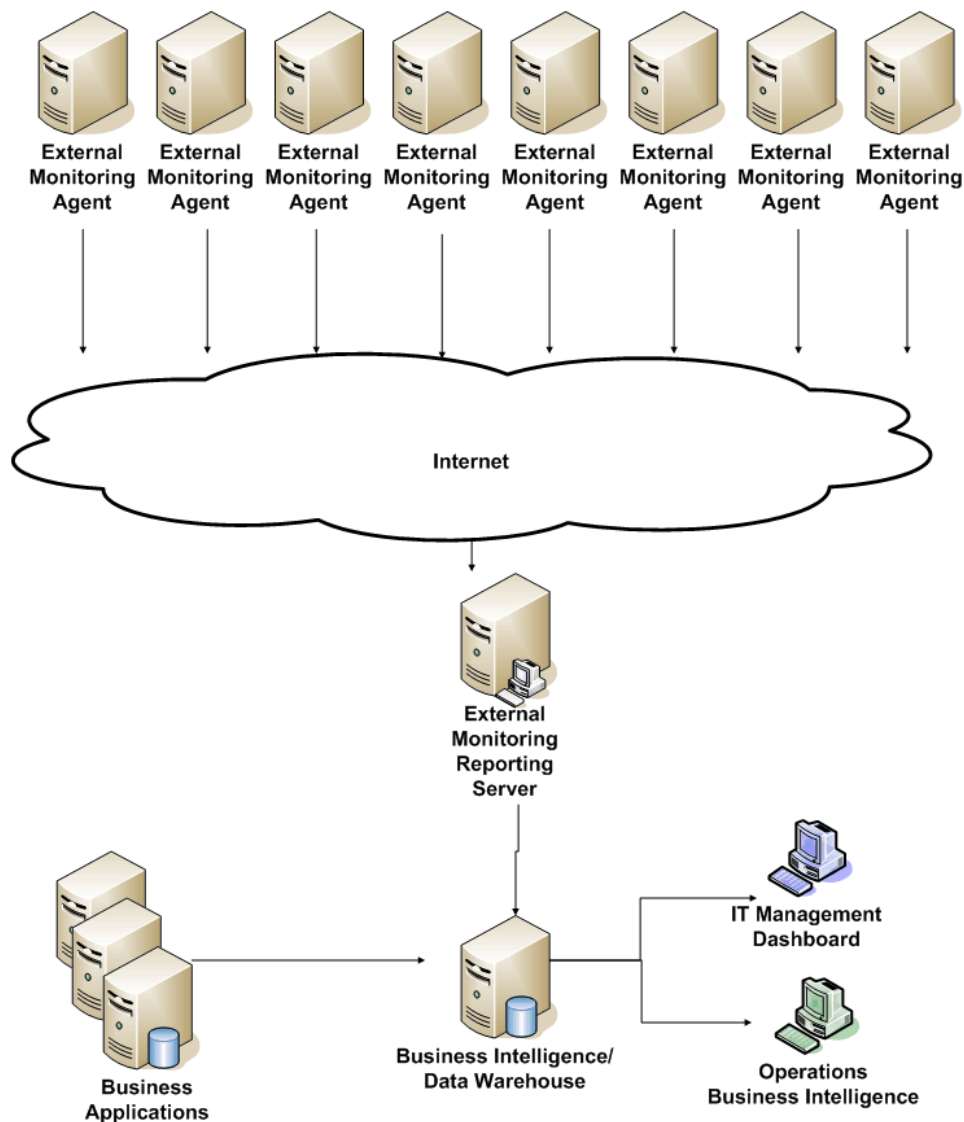 External
Monitoring
Agent
External
Monitoring
Agent
External
Monitoring
Agent
External
Monitoring
Agent
External
Monitoring
Agent
External
Monitoring
Agent
External
Monitoring
Agent
External
Monitoring
Agent
Internet
External
Monitoring
Reporting
Server
IT Management
Dashboard
Business
Applications
Business Intelligence/
Data Warehouse
Operations
Business Intelligence